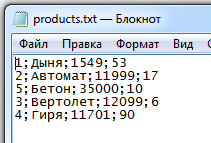 products.txt — Блокнот
Файл Правка Формат Вид С
1;Дыня;1549;53
2;Автомат;11999;17
5;Бетон;35000;10
3;Вертолет;12099;6
4;Гиря;11701;90